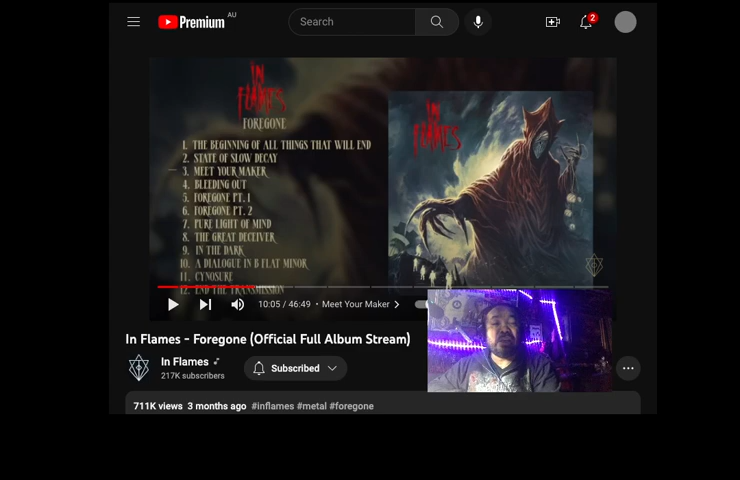 Premium AU
Search
2
IN
FLAMES
FOREGONE
1. THE BEGINNING OF ALL THINGS THAT WILL END
2. STATE OF SLOW DECAY
3. MEET YOUR MAKER
4. BLEEDING OUT
5. FOREGONE PT. 1
6. FOREGONE PT. 2
7. PURE LIGHT OF MIND
8. THE GREAT DECEIVER
9. IN THE DARK
10. A DIALOGUE IN B FLAT MINOR
11. CYNOSURE
12. END THE TRANSMISSION
IN
FLAMES
10:05 / 46:49 • Meet Your Maker
In Flames - Foregone (Official Full Album Stream)
In Flames
217K subscribers
Subscribed
711K views 3 months ago #inflames #metal #foregone